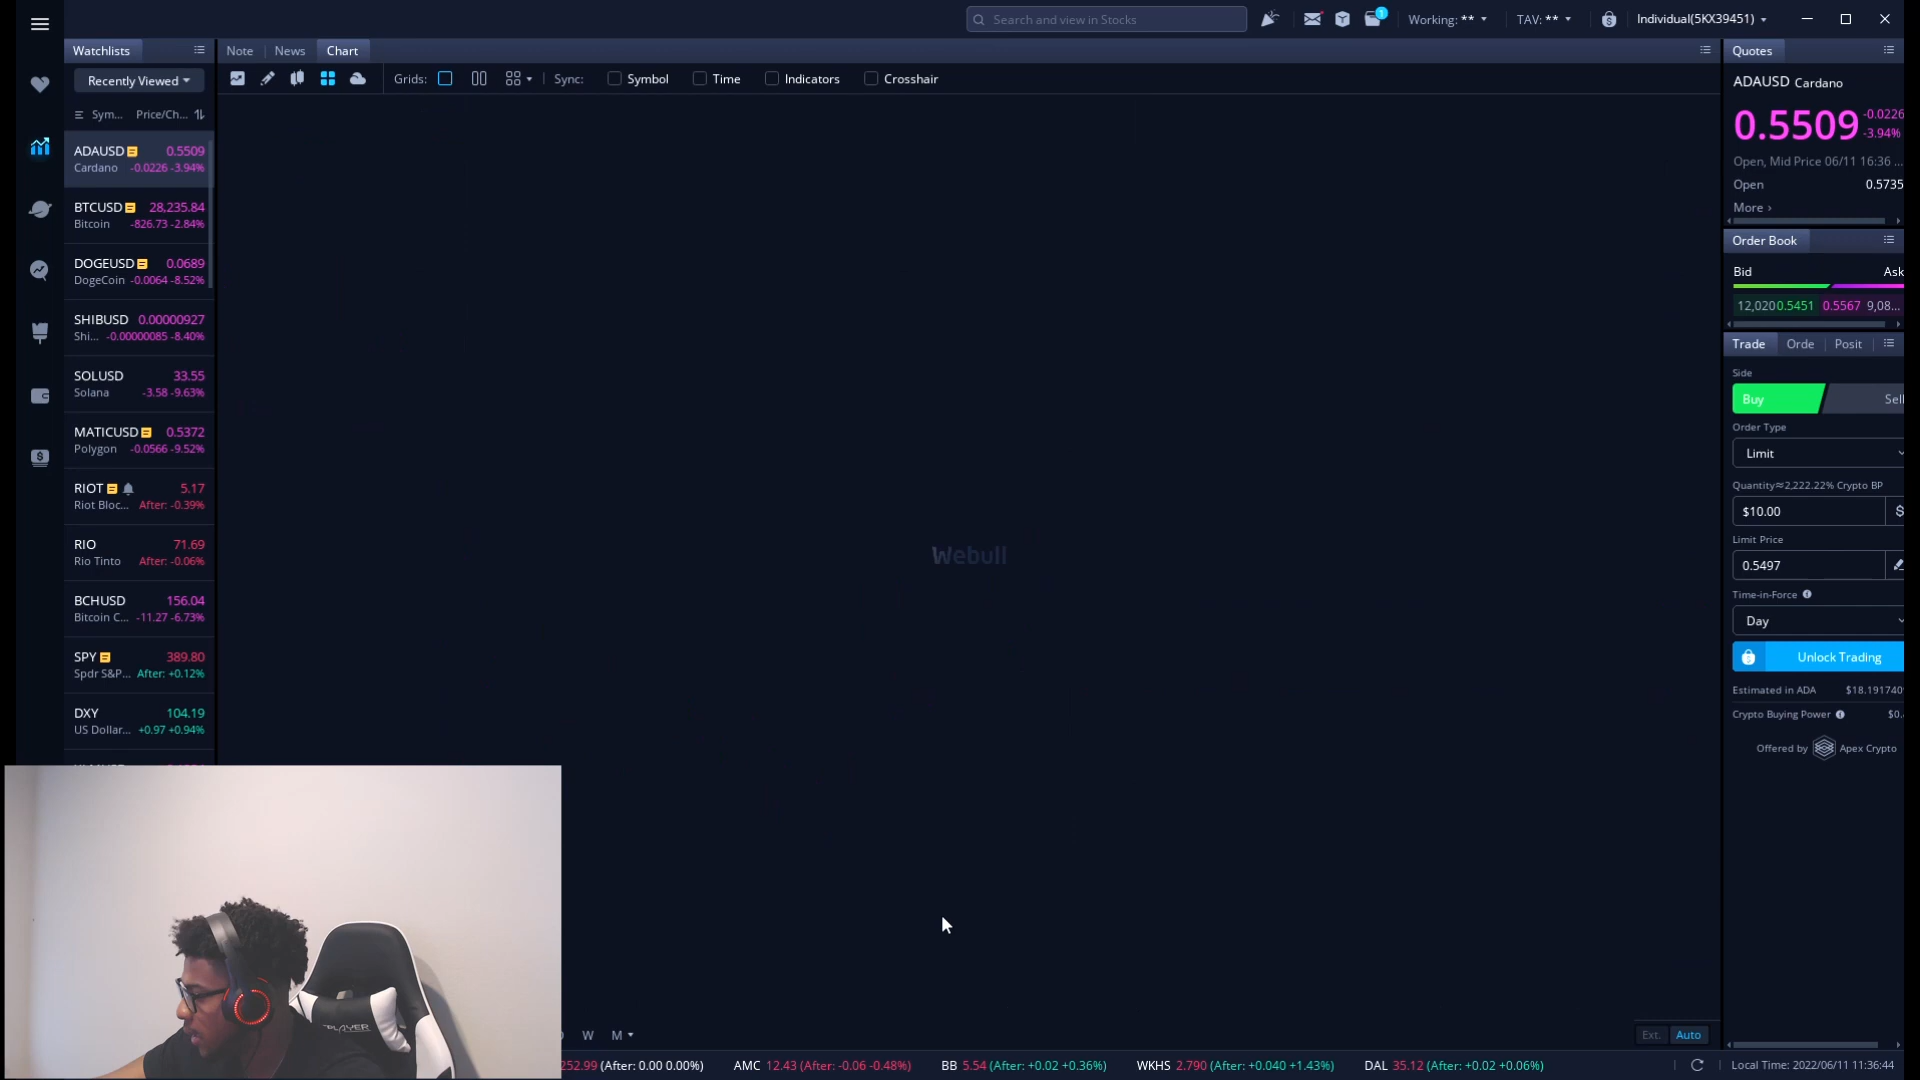 Search and view in Stocks
Working: **
TAV: **
Individual(5KX39451)
1
Watchlists
Note
News
Chart
Quotes
Recently Viewed
Grids:
Sync:
Symbol
Time
Indicators
Crosshair
Sym...
Price/Ch...
ADAUSD
0.5509
Cardano
-0.0226 -3.94%
BTCUSD
28,235.84
Bitcoin
-826.73 -2.84%
DOGEUSD
0.0689
DogeCoin
-0.0064 -8.52%
SHIBUSD
0.00000927
Shi...
-0.00000085 -8.40%
SOLUSD
33.55
Solana
-3.58 -9.63%
MATICUSD
0.5372
Polygon
-0.0566 -9.52%
RIOT
5.17
Riot Bloc...
After: -0.39%
RIO
71.69
Rio Tinto
After: -0.06%
BCHUSD
156.04
Bitcoin C...
-11.27 -6.73%
SPY
389.80
Spdr S&P...
After: +0.12%
DXY
104.19
US Dollar...
+0.97 +0.94%
Webull
ADAUSD Cardano
0.5509
-0.0226
-3.94%
Open, Mid Price 06/11 16:36 ...
Open
0.5735
More ›
Order Book
Bid
Ask
12,020 0.5451
0.5567 9,08...
Trade
Orde
Posit
Side
Buy
Sell
Order Type
Limit
Quantity≈2,222.22% Crypto BP
$10.00
$
Limit Price
0.5497
Time-in-Force
Day
Unlock Trading
Estimated in ADA
$18.191740
Crypto Buying Power
$0.
Offered by
Apex Crypto
W
M
Ext.
Auto
252.99 (After: 0.00 0.00%)
AMC 12.43 (After: -0.06 -0.48%)
BB 5.54 (After: +0.02 +0.36%)
WKHS 2.790 (After: +0.040 +1.43%)
DAL 35.12 (After: +0.02 +0.06%)
Local Time: 2022/06/11 11:36:44